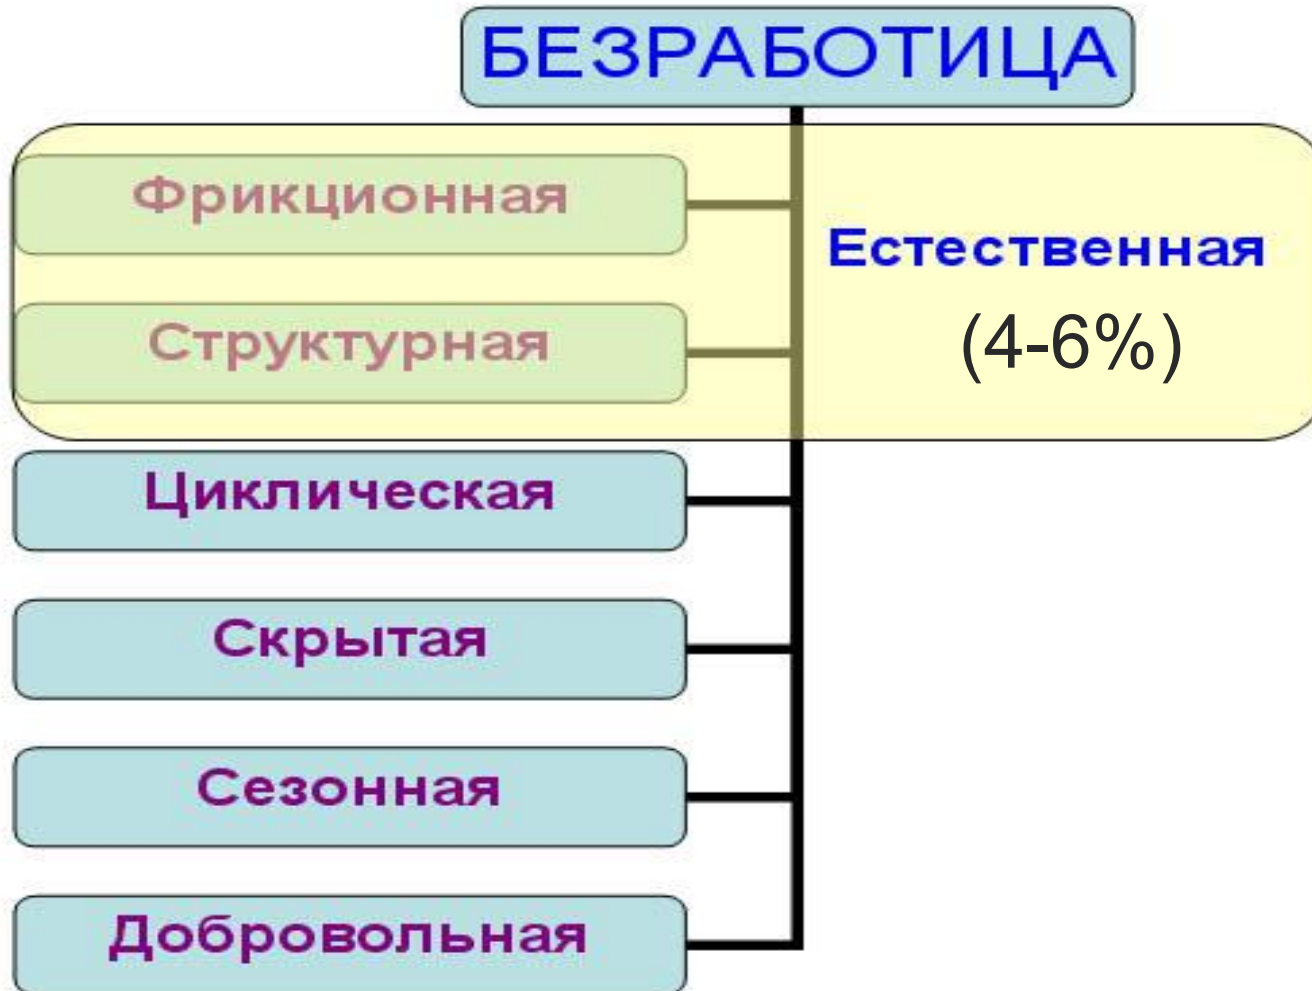 БЕЗРАБОТИЦА
Фрикционная
Естественная
(4-6%)
Структурная
Циклическая
Скрытая
Сезонная
Добровольная